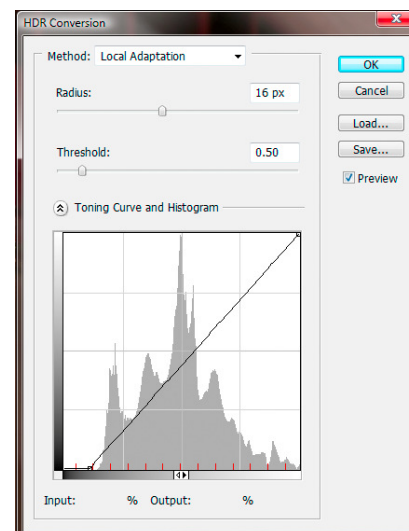 HDR Conversion
Method: Local Adaptation
OK
Radius: 16 px
Cancel
Load...
Threshold: 0.50
Save...
Preview
Toning Curve and Histogram
Input: % Output: %